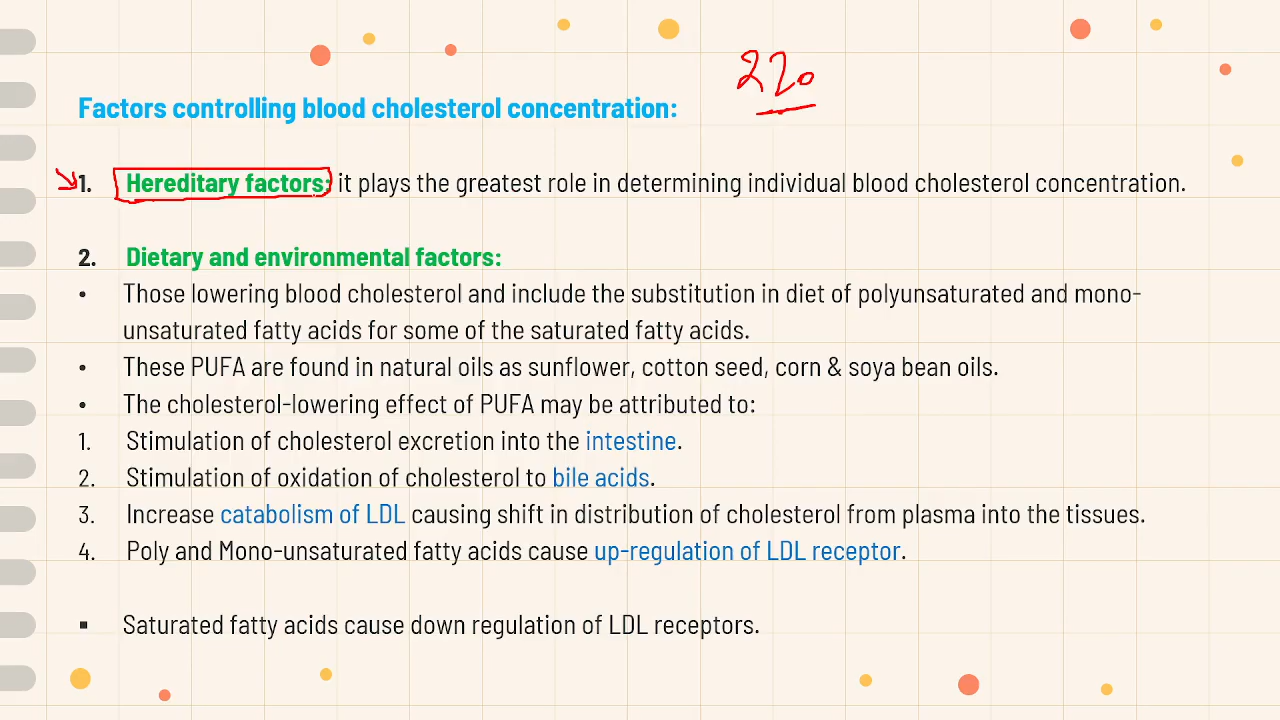 220
Factors controlling blood cholesterol concentration:
1. Hereditary factors: it plays the greatest role in determining individual blood cholesterol concentration.
2. Dietary and environmental factors:
• Those lowering blood cholesterol and include the substitution in diet of polyunsaturated and mono-
unsaturated fatty acids for some of the saturated fatty acids.
• These PUFA are found in natural oils as sunflower, cotton seed, corn & soya bean oils.
• The cholesterol-lowering effect of PUFA may be attributed to:
1. Stimulation of cholesterol excretion into the intestine.
2. Stimulation of oxidation of cholesterol to bile acids.
3. Increase catabolism of LDL causing shift in distribution of cholesterol from plasma into the tissues.
4. Poly and Mono-unsaturated fatty acids cause up-regulation of LDL receptor.
▪ Saturated fatty acids cause down regulation of LDL receptors.